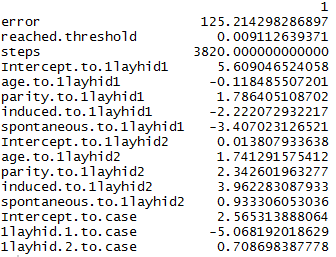 1
error 125.214298286897
reached.threshold 0.009112639371
steps 3820.000000000000
Intercept.to.1layhid1 5.609046524058
age.to.1layhid1 -0.118485507201
parity.to.1layhid1 1.786405108702
induced.to.1layhid1 -2.222072932217
spontaneous.to.1layhid1 -3.407023126521
Intercept.to.1layhid2 0.013807933638
age.to.1layhid2 1.741291575412
parity.to.1layhid2 2.342601963277
induced.to.1layhid2 3.962283087933
spontaneous.to.1layhid2 0.933306053036
Intercept.to.case 2.565313888064
1layhid.1.to.case -5.068192018629
1layhid.2.to.case 0.708698387778